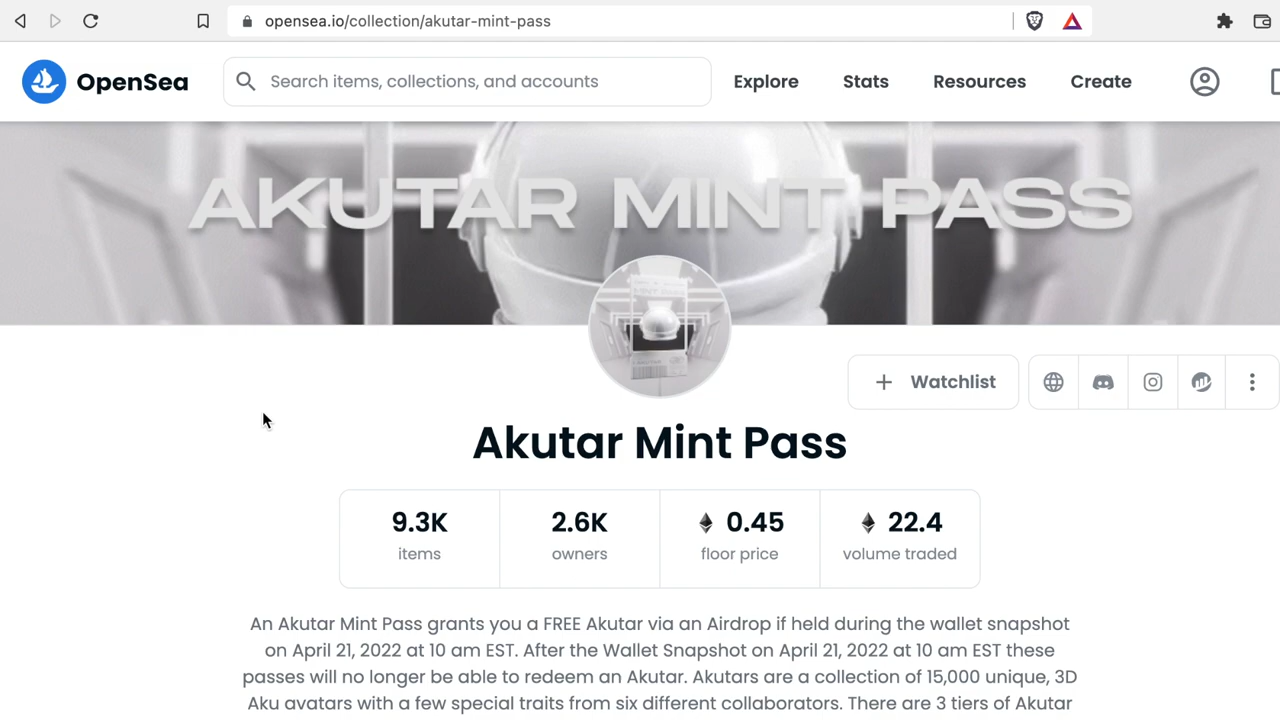 opensea.io/collection/akutar-mint-pass
OpenSea
Search items, collections, and accounts
Explore
Stats
Resources
Create
AKUTAR MINT PASS
MINT PASS
Akutar Mint Pass
9.3K
items
2.6K
owners
0.45
floor price
22.4
volume traded
An Akutar Mint Pass grants you a FREE Akutar via an Airdrop if held during the wallet snapshot
on April 21, 2022 at 10 am EST. After the Wallet Snapshot on April 21, 2022 at 10 am EST these
passes will no longer be able to redeem an Akutar. Akutars are a collection of 15,000 unique, 3D
Aku avatars with a few special traits from six different collaborators. There are 3 tiers of Akutar
Watchlist